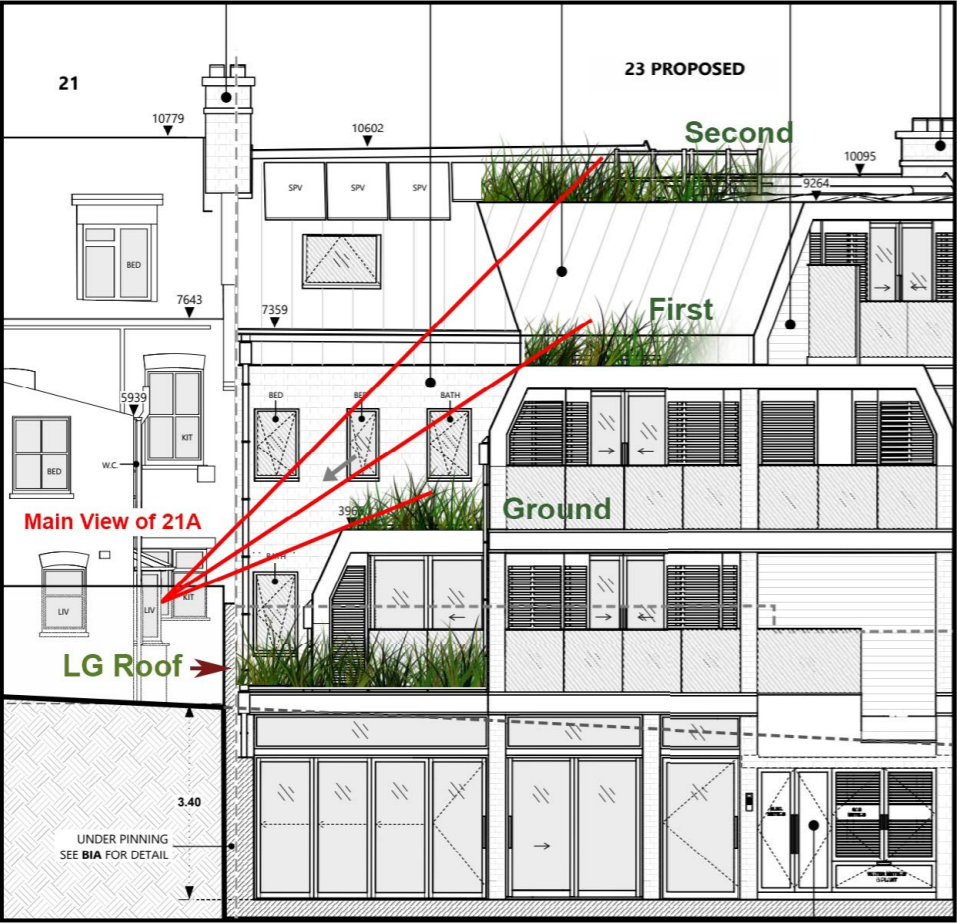 21
23 PROPOSED
10779
10602
Second
10095
9264
SPV
SPV
SPV
BED
7643
7359
First
5939
BED
BATH
KIT
BED
W.C.
Main View of 21A
Ground
BATH
LIV
LIV
KIT
LG Roof
3.40
UNDER PINNING
SEE BIA FOR DETAIL